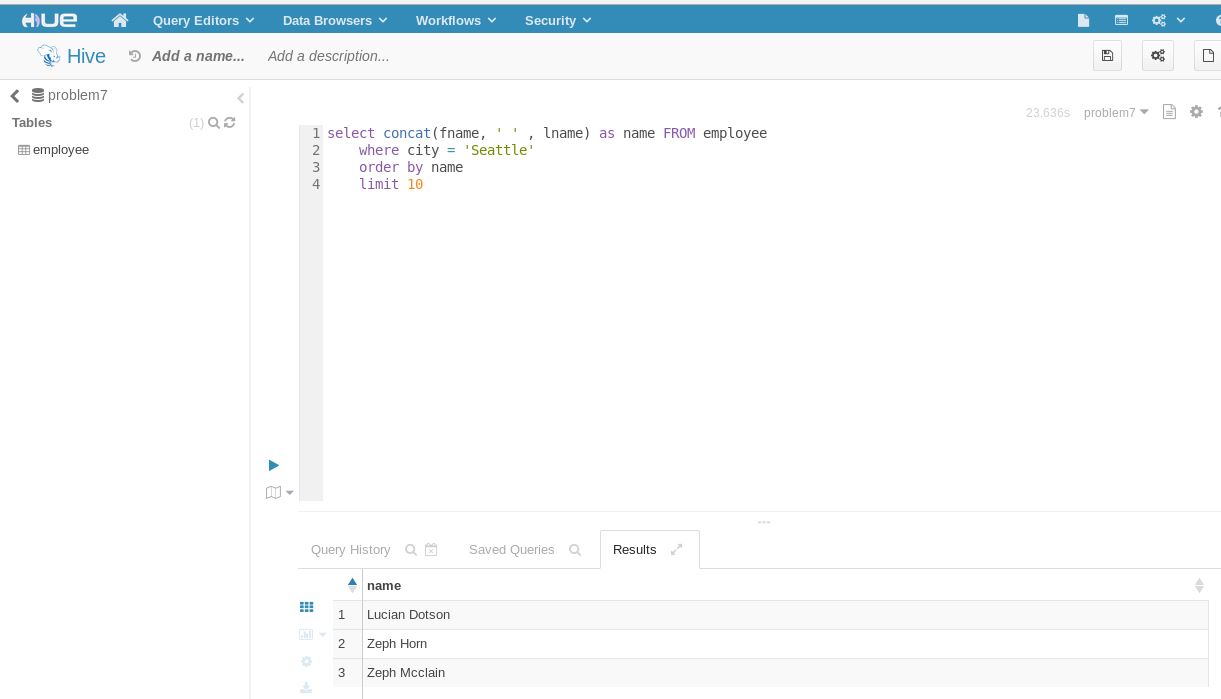 HUE Query Editors Data Browsers Workflows Security
Hive Add a name... Add a description...
problem7
Tables (1)
employee
23.636s problem7
1 select concat(fname, ' ' , lname) as name FROM employee
2 where city = 'Seattle'
3 order by name
4 limit 10
Query History Saved Queries Results
name
1 Lucian Dotson
2 Zeph Horn
3 Zeph Mcclain